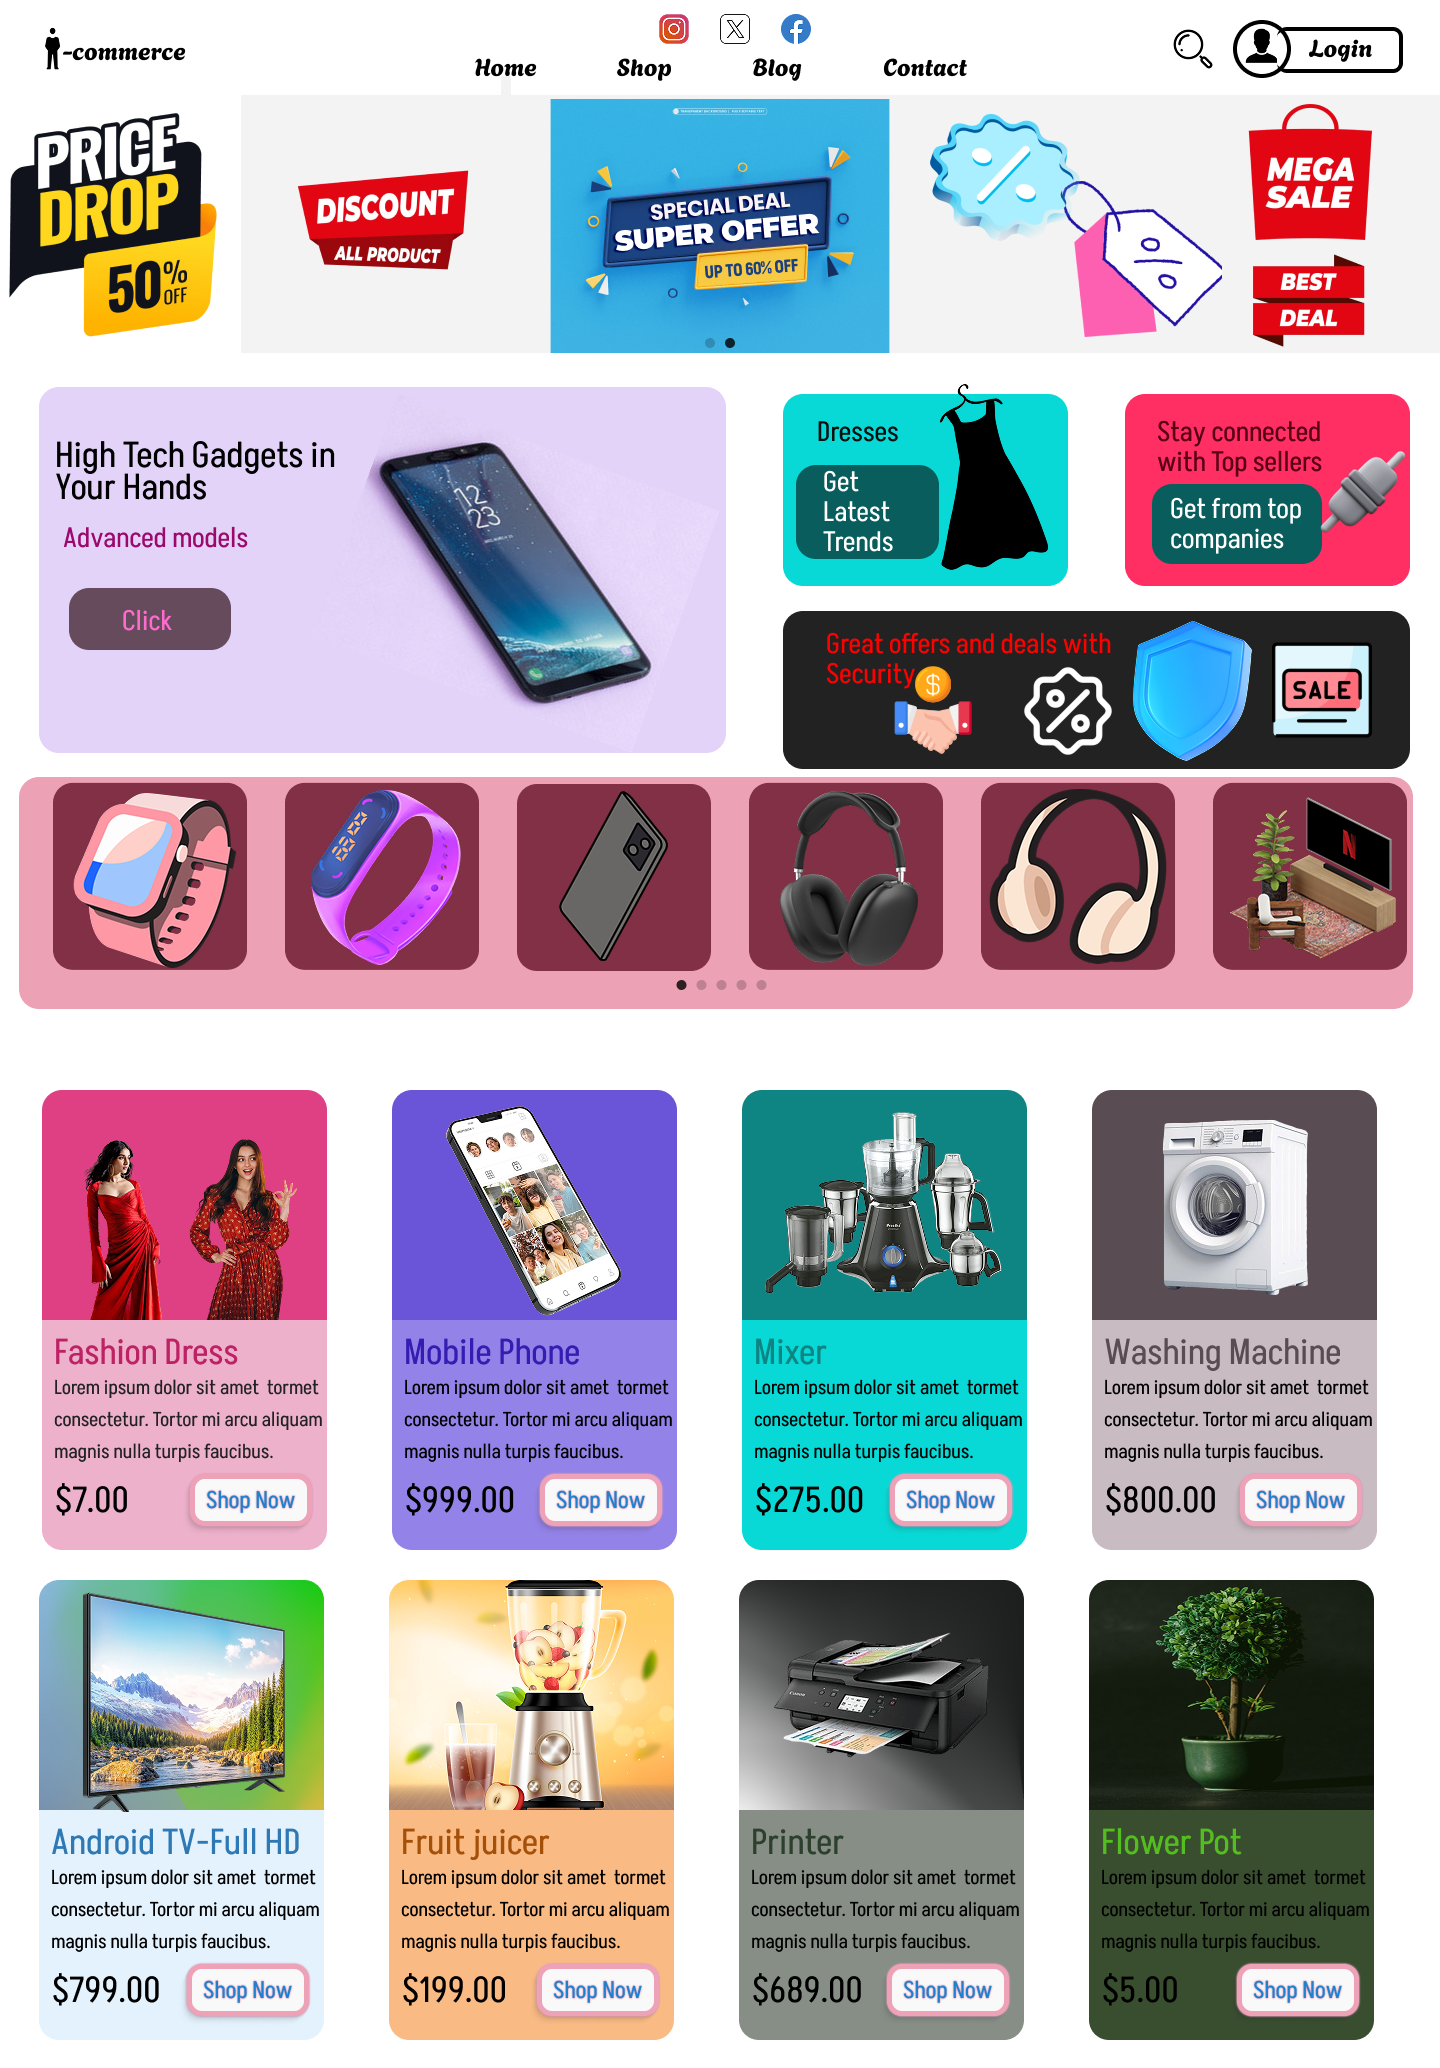 -commerce
Home
Shop
Blog
Contact
Login
PRICE
DROP
50%
OFF
DISCOUNT
ALL PRODUCT
SPECIAL DEAL
SUPER OFFER
UP TO 60% OFF
%
MEGA
SALE
BEST
DEAL
High Tech Gadgets in
Your Hands
Advanced models
Click
12
23
Dresses
Get
Latest
Trends
Stay connected
with Top sellers
Get from top
companies
Great offers and deals with
Security
$
%
SALE
N
Fashion Dress
Lorem ipsum dolor sit amet  tormet
consectetur. Tortor mi arcu aliquam
magnis nulla turpis faucibus.
$7.00
Shop Now
Mobile Phone
Lorem ipsum dolor sit amet  tormet
consectetur. Tortor mi arcu aliquam
magnis nulla turpis faucibus.
$999.00
Shop Now
Mixer
Lorem ipsum dolor sit amet  tormet
consectetur. Tortor mi arcu aliquam
magnis nulla turpis faucibus.
$275.00
Shop Now
Washing Machine
Lorem ipsum dolor sit amet  tormet
consectetur. Tortor mi arcu aliquam
magnis nulla turpis faucibus.
$800.00
Shop Now
Android TV-Full HD
Lorem ipsum dolor sit amet  tormet
consectetur. Tortor mi arcu aliquam
magnis nulla turpis faucibus.
$799.00
Shop Now
Fruit juicer
Lorem ipsum dolor sit amet  tormet
consectetur. Tortor mi arcu aliquam
magnis nulla turpis faucibus.
$199.00
Shop Now
Canon
Printer
Lorem ipsum dolor sit amet  tormet
consectetur. Tortor mi arcu aliquam
magnis nulla turpis faucibus.
$689.00
Shop Now
Flower Pot
Lorem ipsum dolor sit amet  tormet
consectetur. Tortor mi arcu aliquam
magnis nulla turpis faucibus.
$5.00
Shop Now